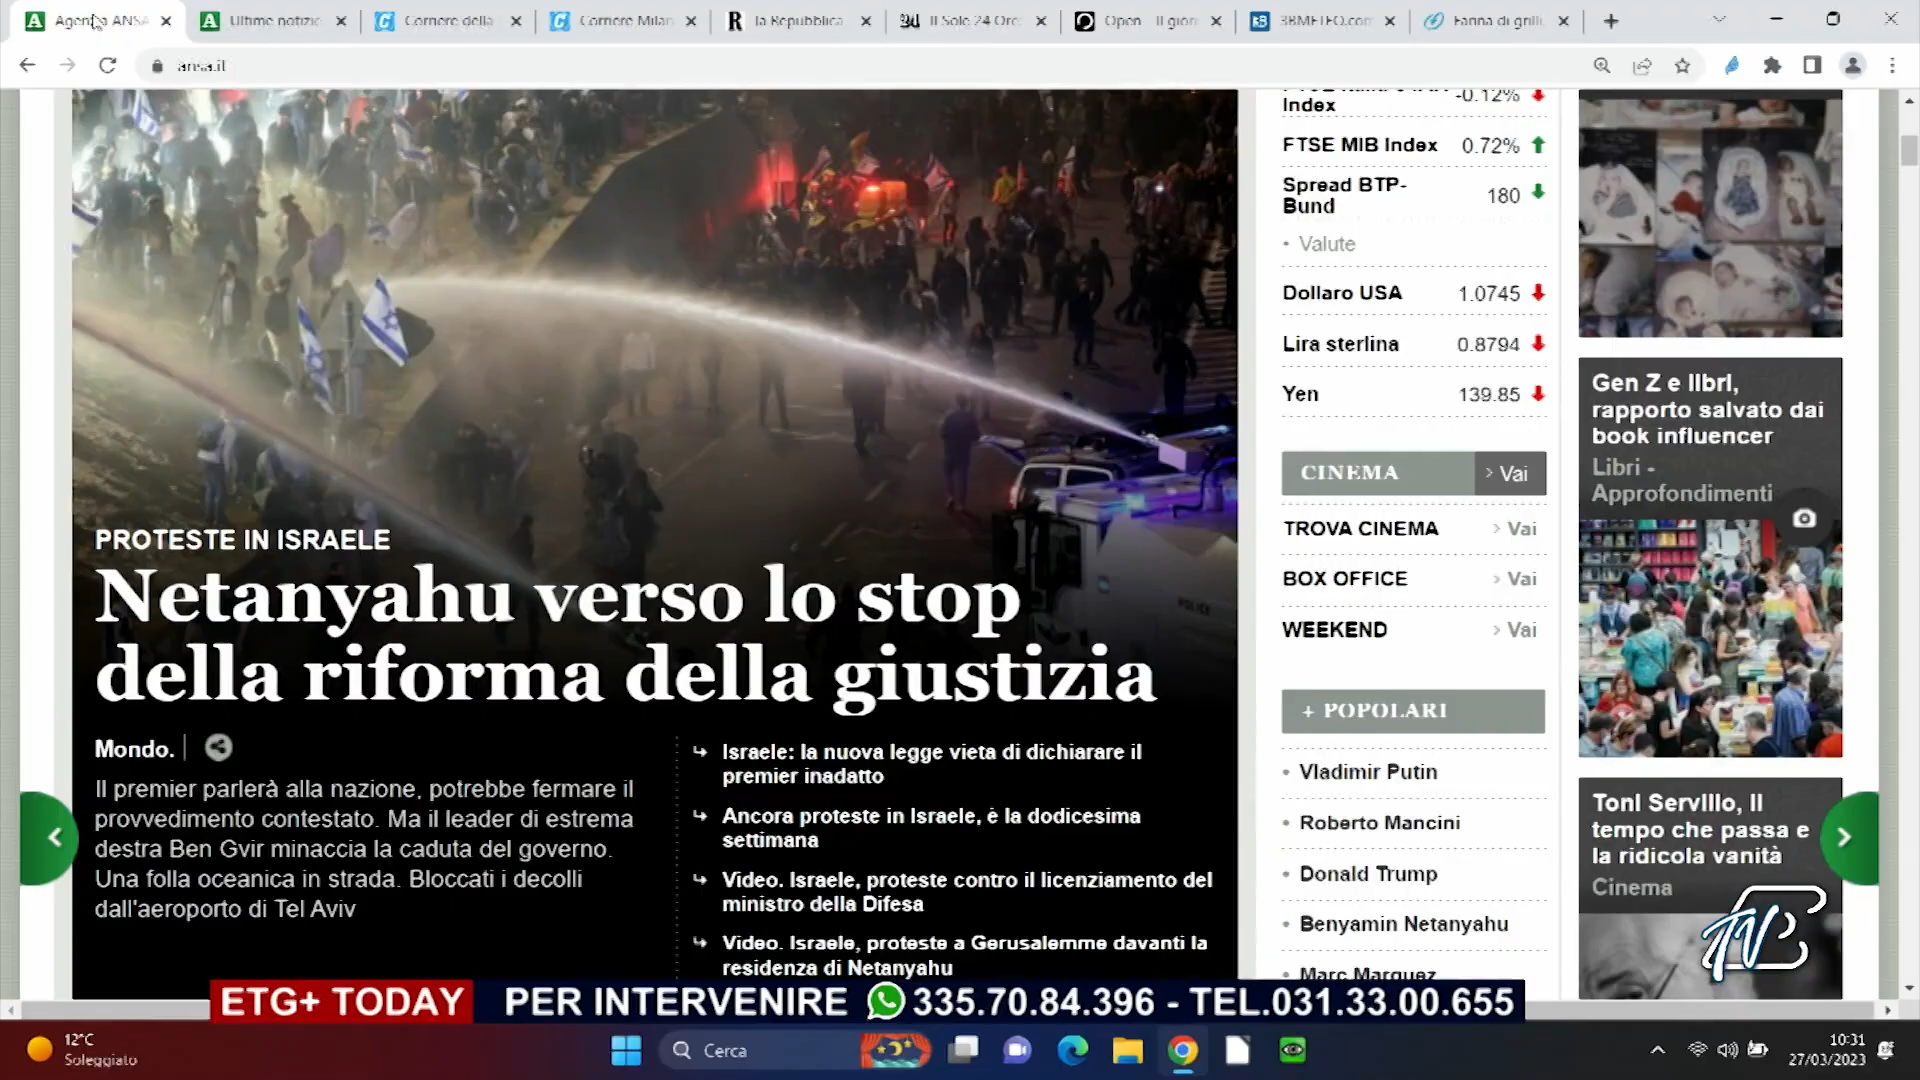 Agenzia ANSA
Ultime notizie
Corriere della
Corriere Milan
la Repubblica
Il Sole 24 Ore
Open - Il giorn
3BMETEO.com
Farina di grilli
ansa.it
PROTESTE IN ISRAELE
Netanyahu verso lo stop
della riforma della giustizia
Mondo.
Il premier parlerà alla nazione, potrebbe fermare il
provvedimento contestato. Ma il leader di estrema
destra Ben Gvir minaccia la caduta del governo.
Una folla oceanica in strada. Bloccati i decolli
dall'aeroporto di Tel Aviv
Israele: la nuova legge vieta di dichiarare il
premier inadatto
Ancora proteste in Israele, è la dodicesima
settimana
Video. Israele, proteste contro il licenziamento del
ministro della Difesa
Video. Israele, proteste a Gerusalemme davanti la
residenza di Netanyahu
POLICE
Index -0.12%
FTSE MIB Index 0.72%
Spread BTP-
Bund 180
• Valute
Dollaro USA 1.0745
Lira sterlina 0.8794
Yen 139.85
CINEMA > Vai
TROVA CINEMA > Vai
BOX OFFICE > Vai
WEEKEND > Vai
+ POPOLARI
• Vladimir Putin
• Roberto Mancini
• Donald Trump
• Benyamin Netanyahu
Marc Marquez
Gen Z e libri,
rapporto salvato dai
book influencer
Libri -
Approfondimenti
Toni Servillo, il
tempo che passa e
la ridicola vanità
Cinema
ETG+ TODAY PER INTERVENIRE 335.70.84.396 - TEL.031.33.00.655
12°C
Soleggiato
Cerca
10:31
27/03/2023